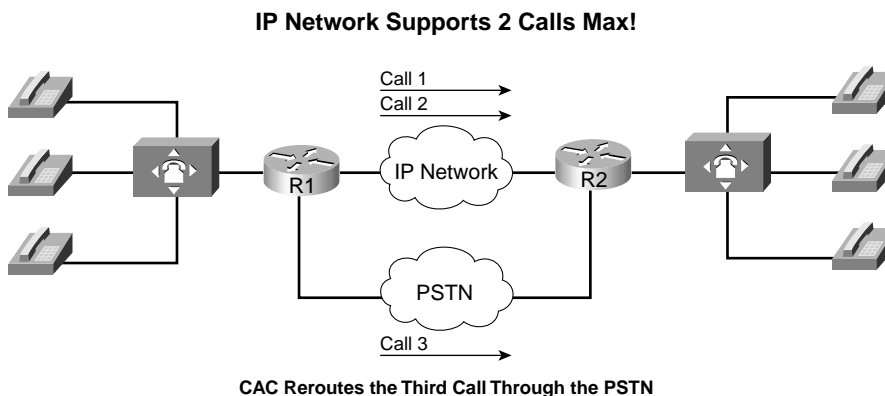 IP Network Supports 2 Calls Max!
Call 1
Call 2
IP Network
R1
R2
PSTN
Call 3
CAC Reroutes the Third Call Through the PSTN